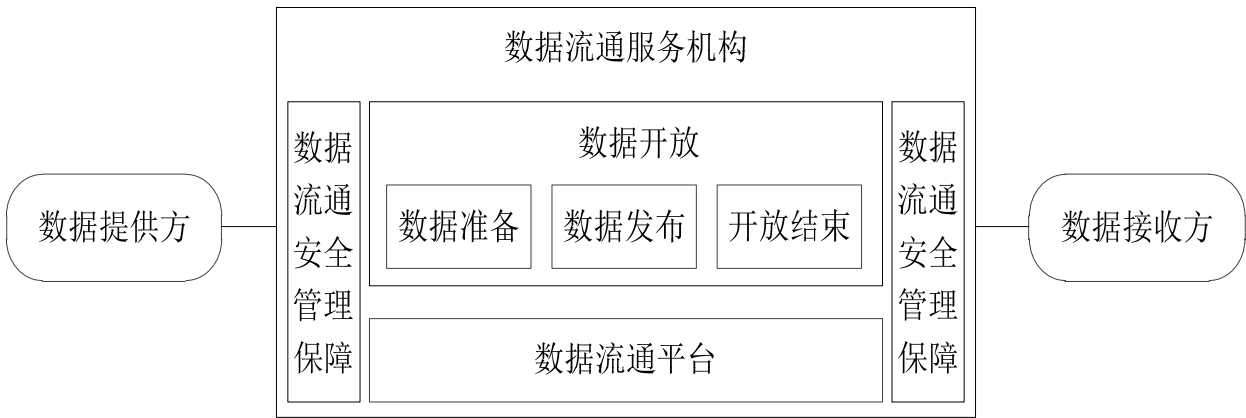 数据流通服务机构
数据提供方
数据
流通
安全
管理
保障
数据开放
数据准备
数据发布
开放结束
数据流通平台
数据
流通
安全
管理
保障
数据接收方